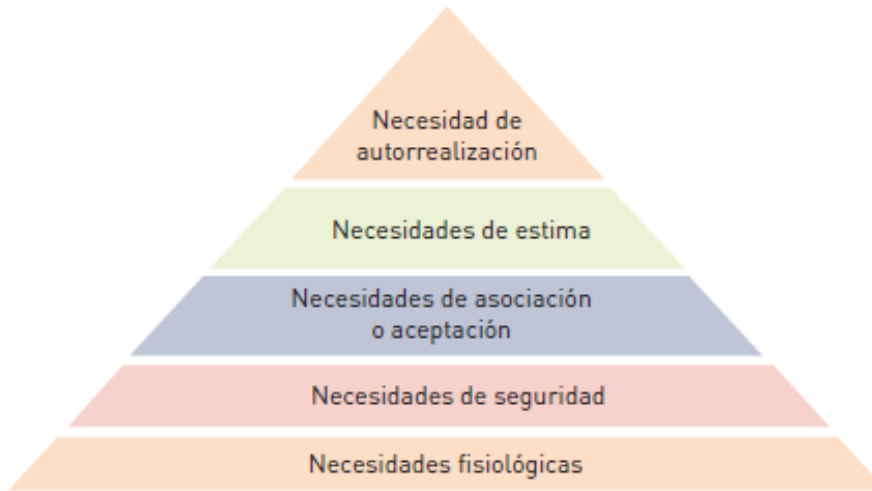 Necesidad de
autorrealización
Necesidades de estima
Necesidades de asociación
o aceptación
Necesidades de seguridad
Necesidades fisiológicas